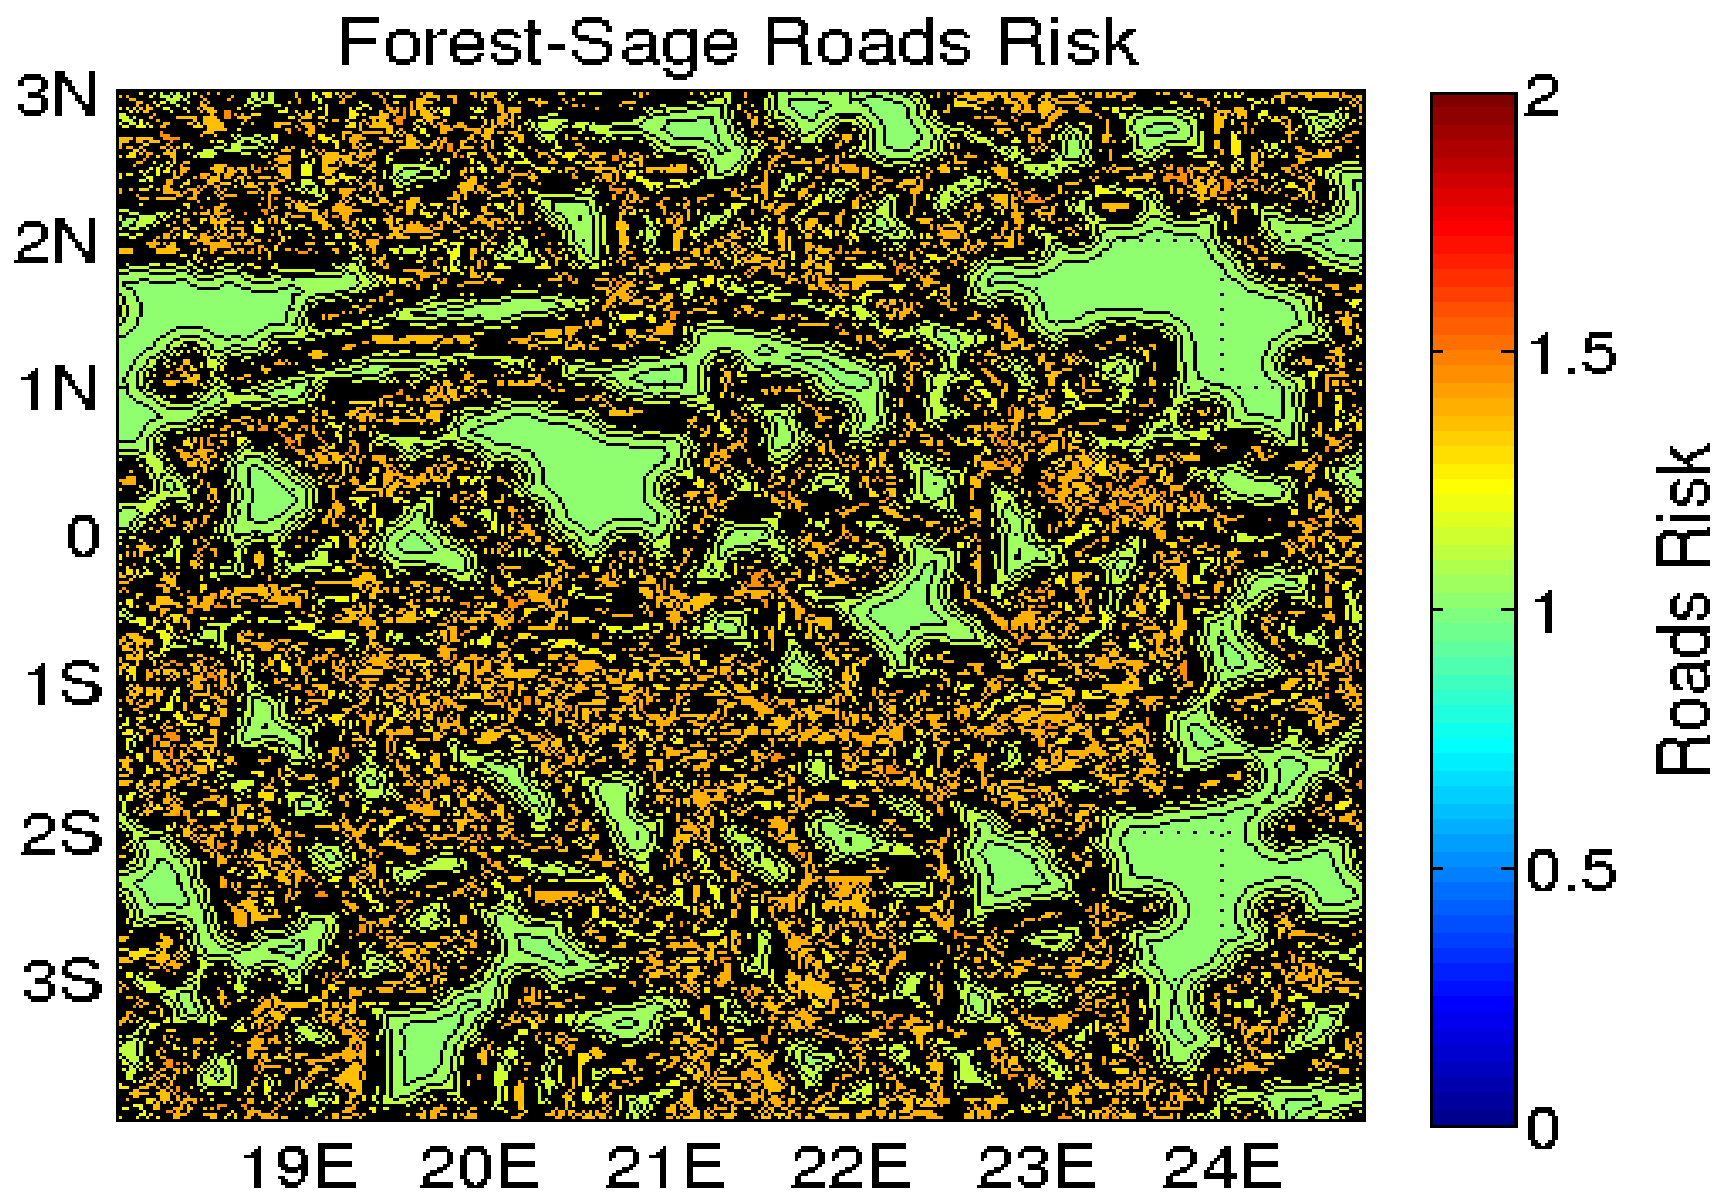 Forest-Sage Roads Risk
3N
2N
1N
0
1S
2S
3S
19E 20E 21E 22E 23E 24E
2
1.5
1
0.5
0
Roads Risk